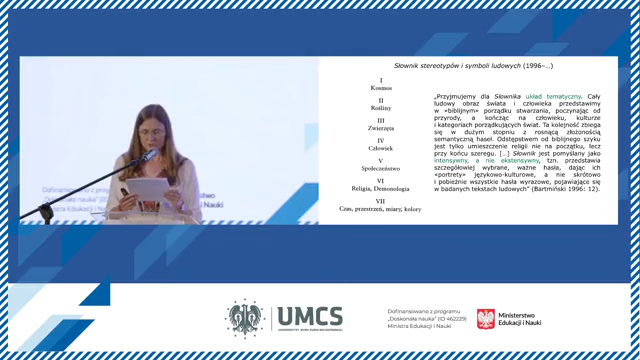 Słownik stereotypów i symboli ludowych (1996–...)
I
Kosmos
II
Rośliny
III
Zwierzęta
IV
Człowiek
V
Społeczeństwo
VI
Religia, Demonologia
VII
Czas, przestrzeń, miary, kolory
„Przyjmujemy dla Słownika układ tematyczny. Cały
ludowy obraz świata i człowieka przedstawimy
w «biblijnym» porządku stwarzania, poczynając od
przyrody, a kończąc na człowieku, kulturze
i kategoriach porządkujących świat. Ta kolejność zbiega
się w dużym stopniu z rosnącą złożonością
semantyczną haseł. Odstępstwem od biblijnego szyku
jest tylko umieszczenie religii nie na początku, lecz
przy końcu szeregu. [...] Słownik jest pomyślany jako
intensywny, a nie ekstensywny, tzn. przedstawia
szczegółowiej wybrane, ważne hasła, dając ich
«portrety» językowo-kulturowe, a nie skrótowo
i pobieżnie wszystkie hasła wyrazowe, pojawiające się
w badanych tekstach ludowych” (Bartmiński 1996: 12).
Dofinansowano z
Ministra Edukacji i Nauki
UMCS
Dofinansowano z programu
„Doskonała nauka” (ID 462229)
Ministra Edukacji i Nauki
Ministerstwo
Edukacji i Nauki